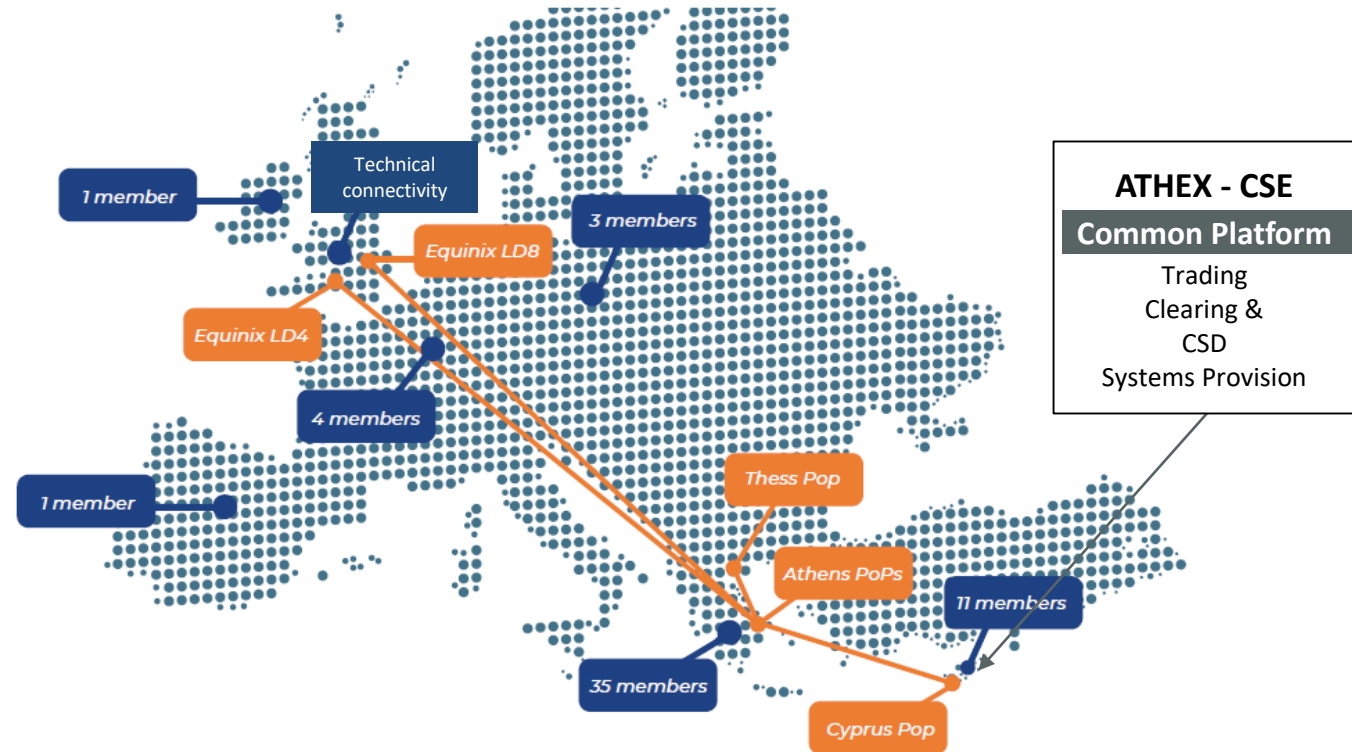 Technical
connectivity
1 member
3 members
Equinix LD8
Equinix LD4
4 members
1 member
Thess Pop
Athens PoPs
11 members
35 members
Cyprus Pop
ATHEX - CSE
Common Platform
Trading
Clearing &
CSD
Systems Provision